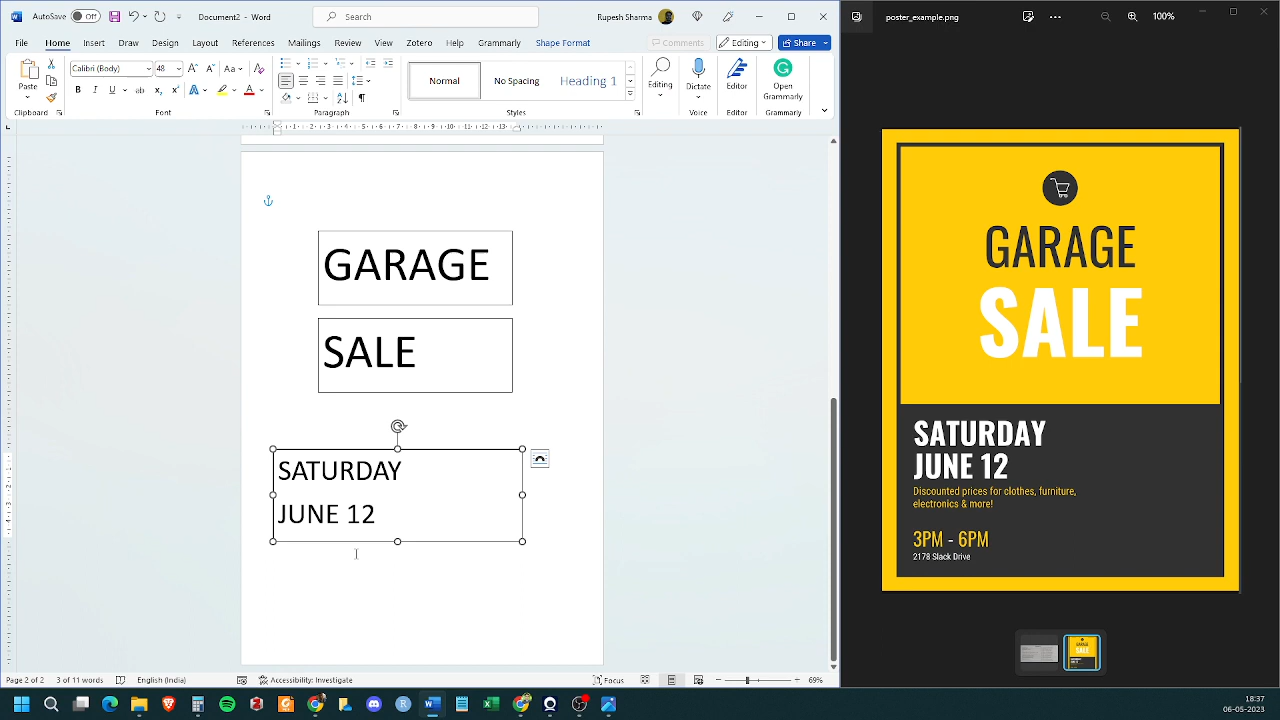 AutoSave Off Document2 - Word Search Rupesh Sharma
File Home Insert Draw Design Layout References Mailings Review View Zotero Help Grammarly Shape Format Comments Editing Share
Calibri (Body) 48 A A Aa
Paste B I U ab x₂ x² A A
Normal No Spacing Heading 1 Editing Dictate Editor Open Grammarly
Clipboard Font Paragraph Styles Voice Editor Grammarly
GARAGE
SALE
SATURDAY
JUNE 12
Page 2 of 2 3 of 11 words English (India) Accessibility: Investigate Focus 69%
poster_example.png 100%
GARAGE
SALE
SATURDAY
JUNE 12
Discounted prices for clothes, furniture,
electronics & more!
3PM - 6PM
2178 Slack Drive
18:37
06-05-2023